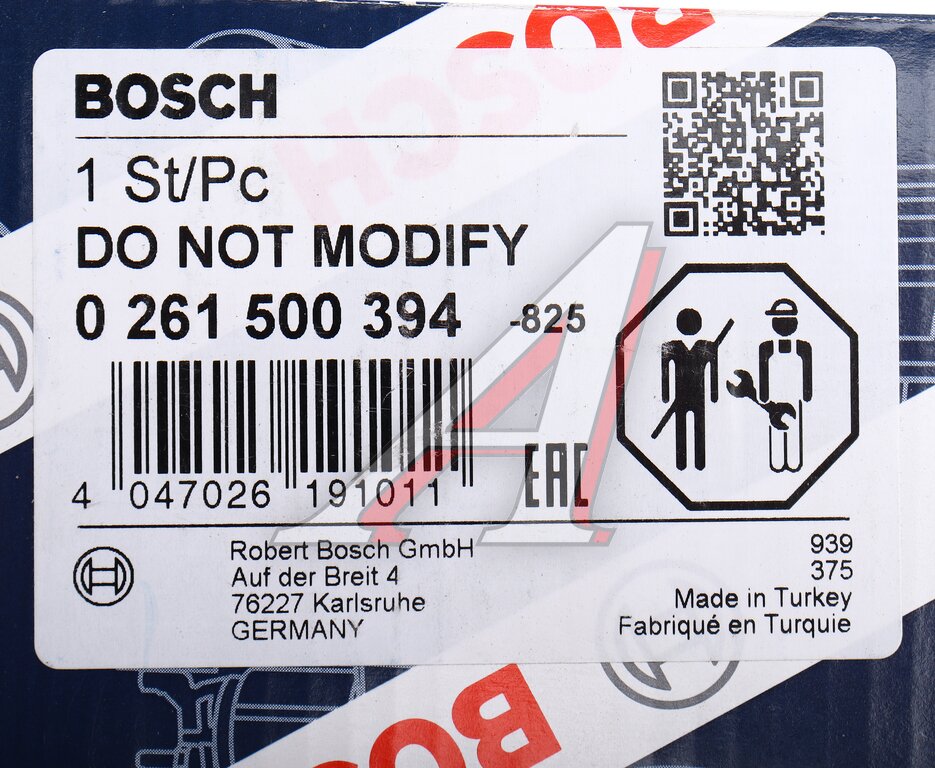 BOSCH
BOSCH
1 St/Pc
DO NOT MODIFY
0 261 500 394 -825
4 047026 191011
EAC
Robert Bosch GmbH
Auf der Breit 4
76227 Karlsruhe
GERMANY
939
375
Made in Turkey
Fabriqué en Turquie
BOSCH